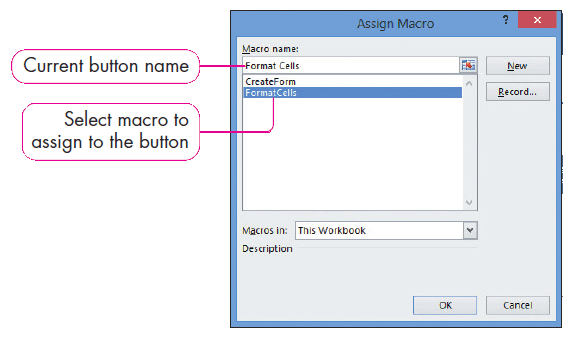 Assign Macro
?
Macro name:
Current button name
Format Cells
New
CreateForm
FormatCells
Record...
Select macro to
assign to the button
Macros in: This Workbook
Description
OK
Cancel